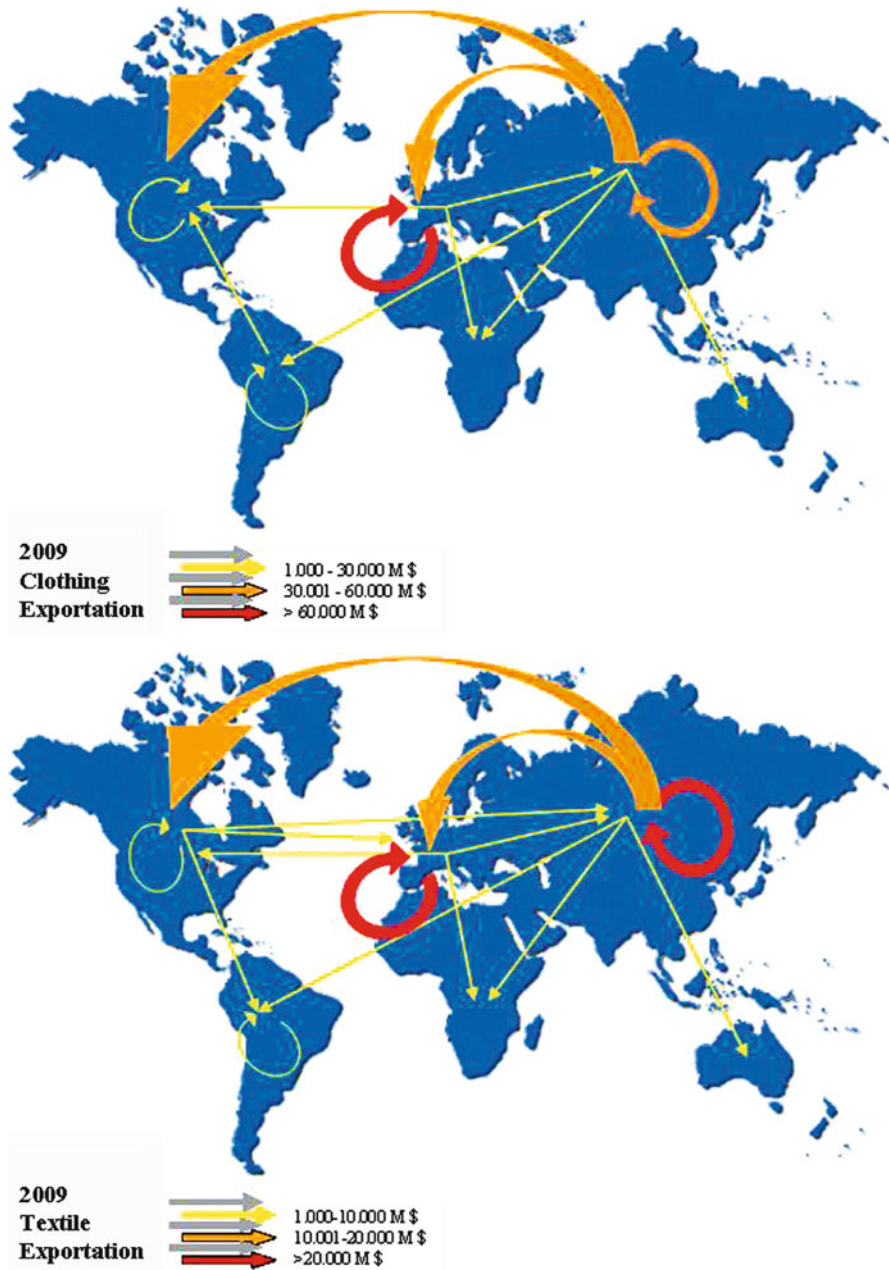 2009
Clothing
Exportation
1.000 - 30.000 M $
30.001 - 60.000 M $
> 60.000 M $
2009
Textile
Exportation
1.000-10.000 M $
10.001-20.000 M $
>20.000 M $